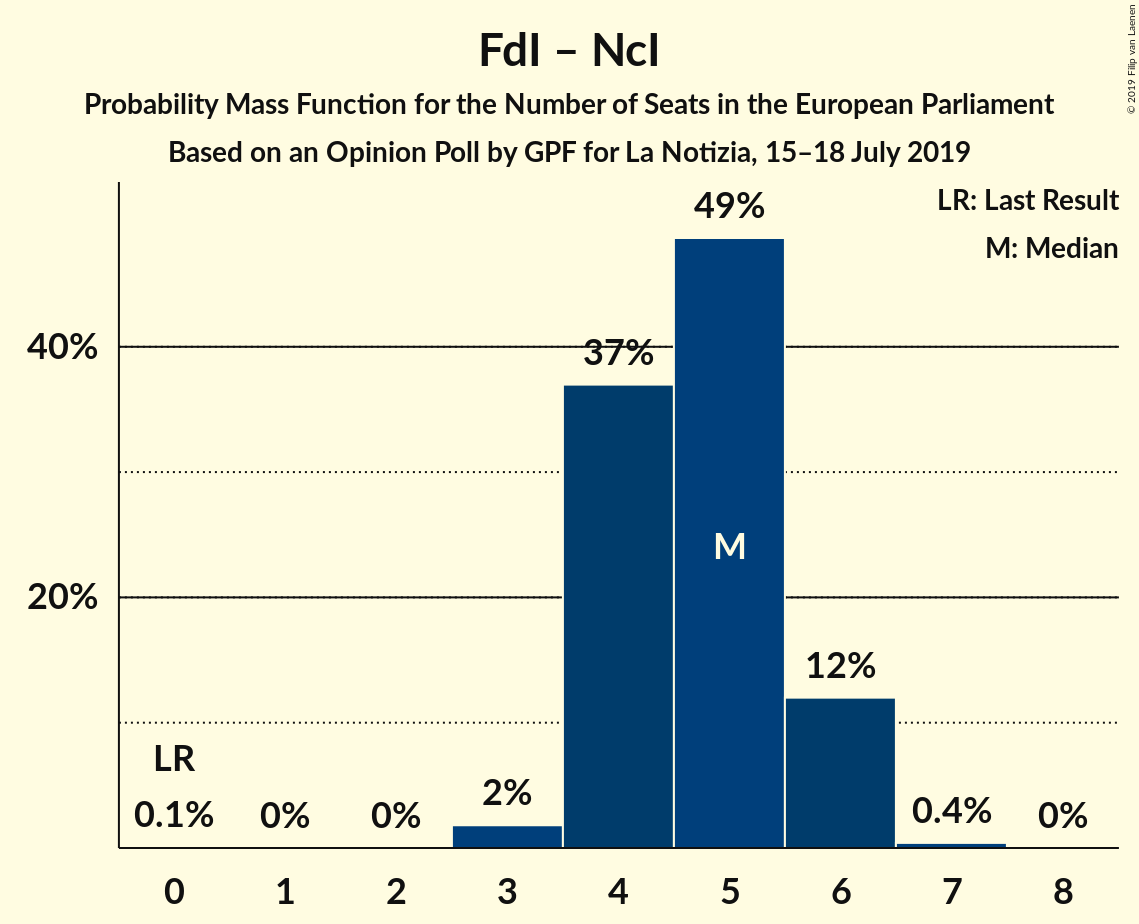 FdI – NcI
Probability Mass Function for the Number of Seats in the European Parliament
Based on an Opinion Poll by GPF for La Notizia, 15–18 July 2019
© 2019 Filip van Laenen
LR: Last Result
M: Median
40%
20%
LR
0.1%
0%
0%
2%
37%
49%
M
12%
0.4%
0%
0 1 2 3 4 5 6 7 8